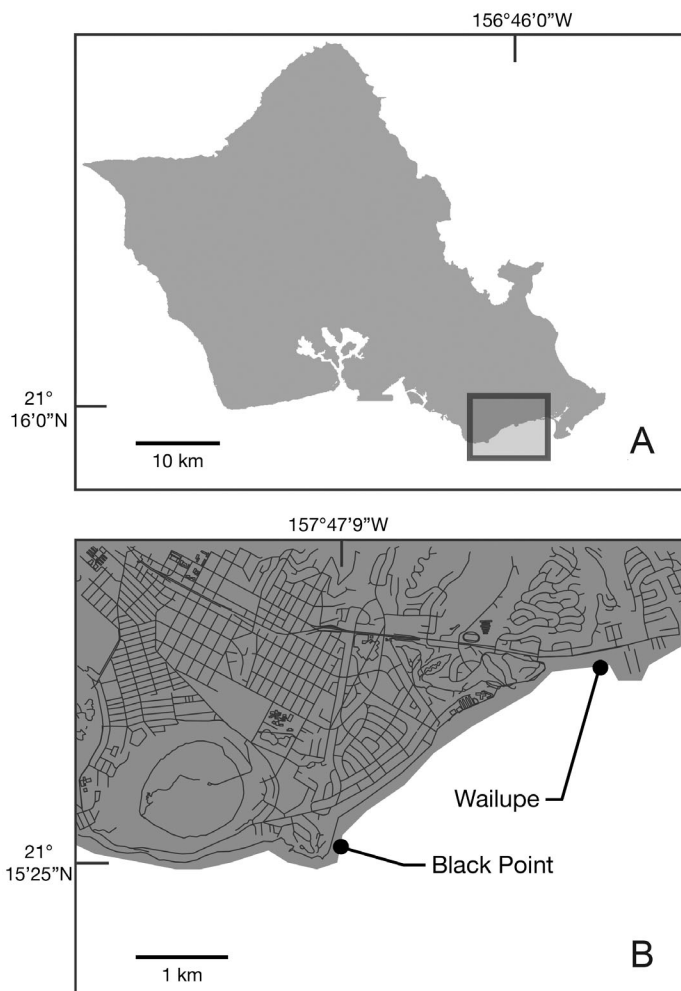 156°46'0”W
21°
16’0”N
10 km
A
157°47’9”W
Wailupe
21°
15’25”N
Black Point
1 km
B